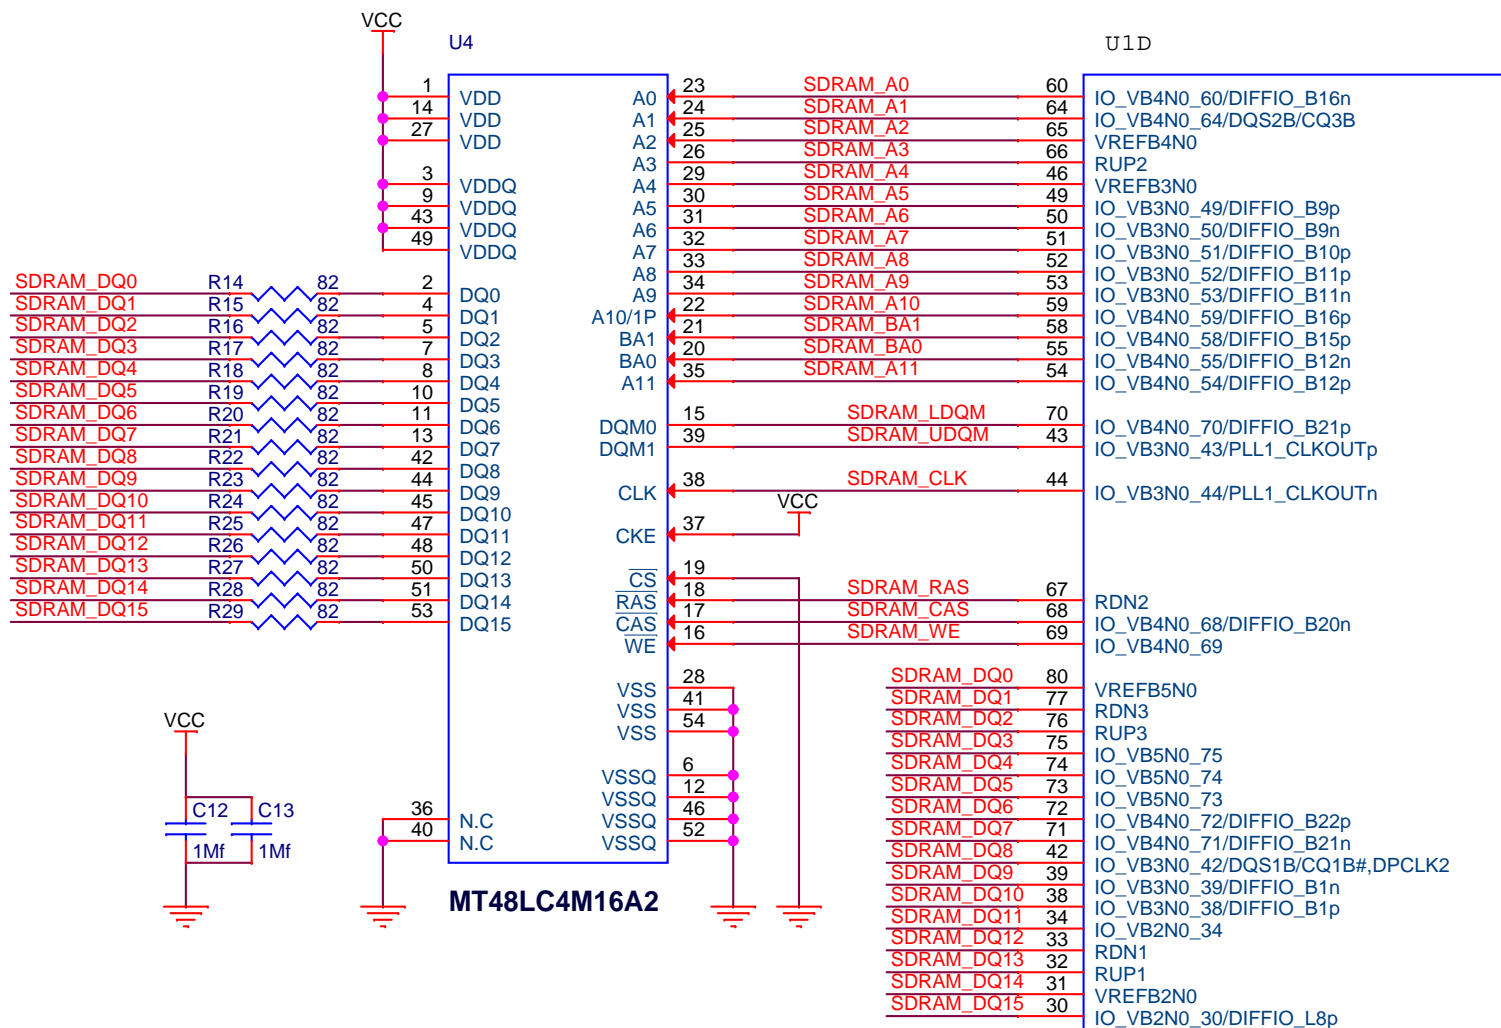 VCC
U4
U1D
1 VDD A0 23 SDRAM_A0 60 IO_VB4N0_60/DIFFIO_B16n
14 VDD A1 24 SDRAM_A1 64 IO_VB4N0_64/DQS2B/CQ3B
27 VDD A2 25 SDRAM_A2 65 VREFB4N0
A3 26 SDRAM_A3 66 RUP2
3 VDDQ A4 29 SDRAM_A4 46 VREFB3N0
9 VDDQ A5 30 SDRAM_A5 49 IO_VB3N0_49/DIFFIO_B9p
43 VDDQ A6 31 SDRAM_A6 50 IO_VB3N0_50/DIFFIO_B9n
49 VDDQ A7 32 SDRAM_A7 51 IO_VB3N0_51/DIFFIO_B10p
A8 33 SDRAM_A8 52 IO_VB3N0_52/DIFFIO_B11p
SDRAM_DQ0 R14 82 2 DQ0 A9 34 SDRAM_A9 53 IO_VB3N0_53/DIFFIO_B11n
SDRAM_DQ1 R15 82 4 DQ1 A10/1P 22 SDRAM_A10 59 IO_VB4N0_59/DIFFIO_B16p
SDRAM_DQ2 R16 82 5 DQ2 BA1 21 SDRAM_BA1 58 IO_VB4N0_58/DIFFIO_B15p
SDRAM_DQ3 R17 82 7 DQ3 BA0 20 SDRAM_BA0 55 IO_VB4N0_55/DIFFIO_B12n
SDRAM_DQ4 R18 82 8 DQ4 A11 35 SDRAM_A11 54 IO_VB4N0_54/DIFFIO_B12p
SDRAM_DQ5 R19 82 10 DQ5
SDRAM_DQ6 R20 82 11 DQ6 DQM0 15 SDRAM_LDQM 70 IO_VB4N0_70/DIFFIO_B21p
SDRAM_DQ7 R21 82 13 DQ7 DQM1 39 SDRAM_UDQM 43 IO_VB3N0_43/PLL1_CLKOUTp
SDRAM_DQ8 R22 82 42 DQ8
SDRAM_DQ9 R23 82 44 DQ9 CLK 38 SDRAM_CLK 44 IO_VB3N0_44/PLL1_CLKOUTn
SDRAM_DQ10 R24 82 45 DQ10 VCC
SDRAM_DQ11 R25 82 47 DQ11 CKE 37
SDRAM_DQ12 R26 82 48 DQ12
SDRAM_DQ13 R27 82 50 DQ13 CS 19
SDRAM_DQ14 R28 82 51 DQ14 RAS 18 SDRAM_RAS 67 RDN2
SDRAM_DQ15 R29 82 53 DQ15 CAS 17 SDRAM_CAS 68 IO_VB4N0_68/DIFFIO_B20n
WE 16 SDRAM_WE 69 IO_VB4N0_69
VSS 28 SDRAM_DQ0 80 VREFB5N0
VSS 41 SDRAM_DQ1 77 RDN3
VCC VSS 54 SDRAM_DQ2 76 RUP3
SDRAM_DQ3 75 IO_VB5N0_75
VSSQ 6 SDRAM_DQ4 74 IO_VB5N0_74
VSSQ 12 SDRAM_DQ5 73 IO_VB5N0_73
C12 C13 36 N.C VSSQ 46 SDRAM_DQ6 72 IO_VB4N0_72/DIFFIO_B22p
1Mf 1Mf 40 N.C VSSQ 52 SDRAM_DQ7 71 IO_VB4N0_71/DIFFIO_B21n
SDRAM_DQ8 42 IO_VB3N0_42/DQS1B/CQ1B#,DPCLK2
SDRAM_DQ9 39 IO_VB3N0_39/DIFFIO_B1n
MT48LC4M16A2
SDRAM_DQ10 38 IO_VB3N0_38/DIFFIO_B1p
SDRAM_DQ11 34 IO_VB2N0_34
SDRAM_DQ12 33 RDN1
SDRAM_DQ13 32 RUP1
SDRAM_DQ14 31 VREFB2N0
SDRAM_DQ15 30 IO_VB2N0_30/DIFFIO_L8p